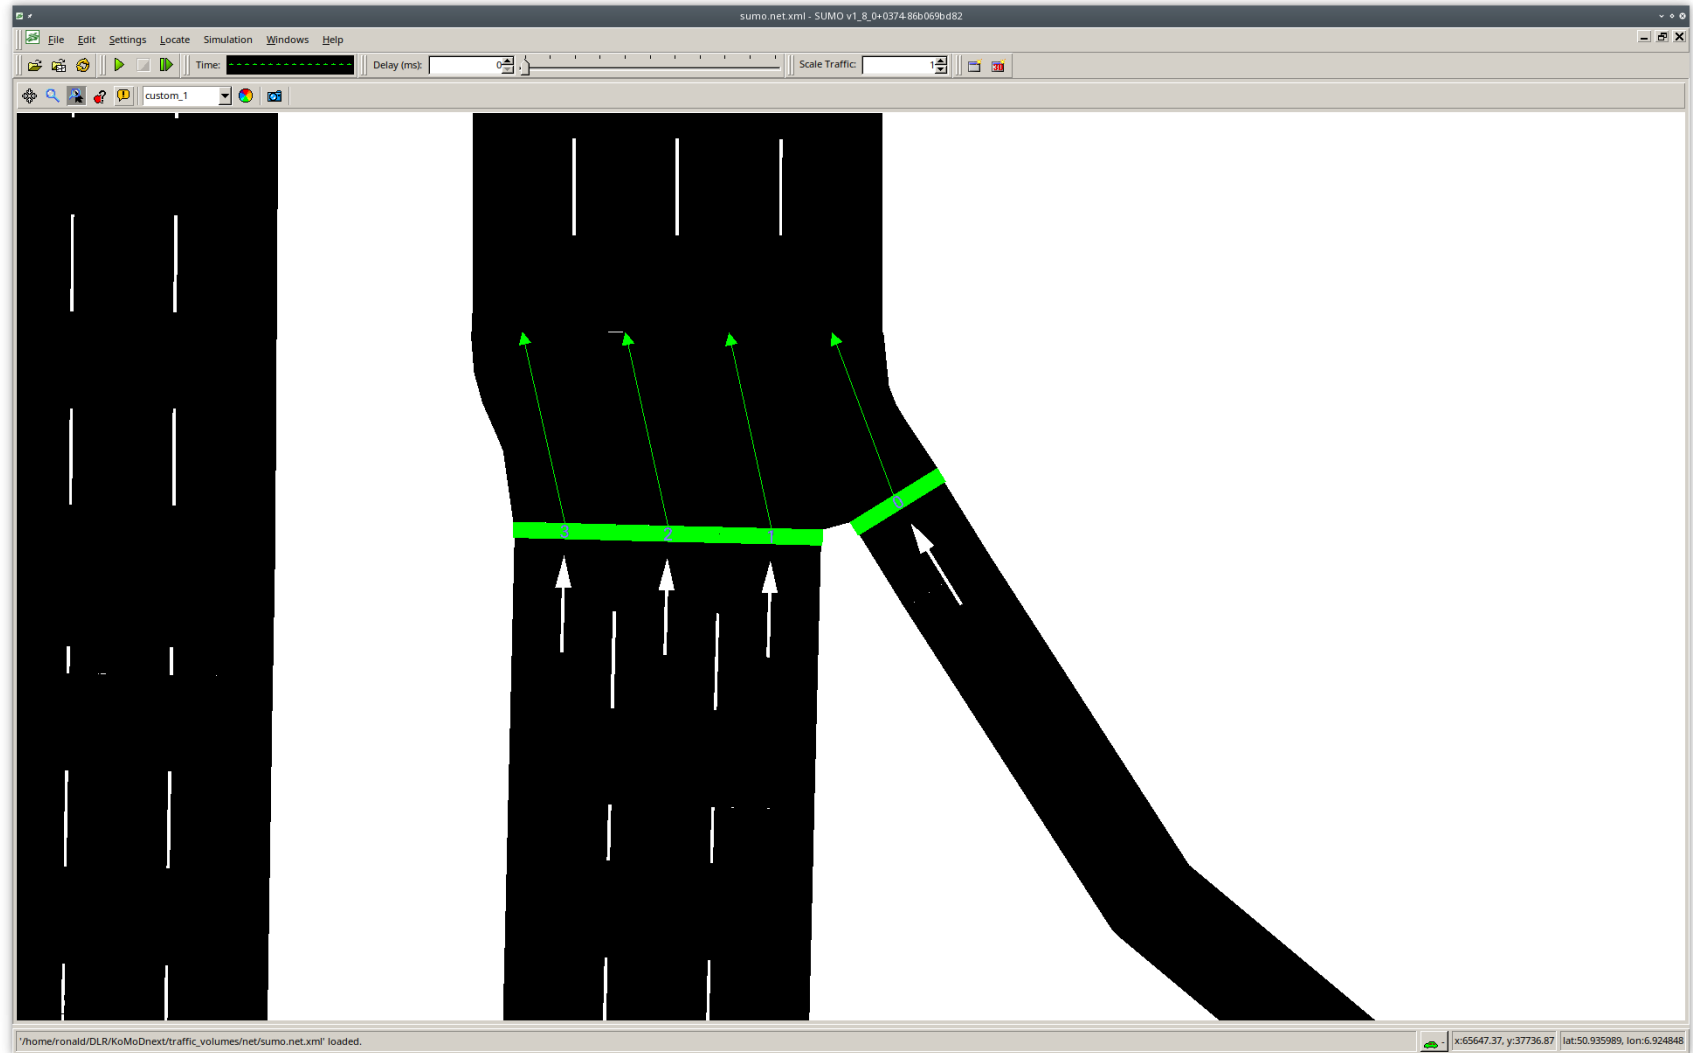 sumo.net.xml - SUMO v1_8_0+0374-86b069bd82
File Edit Settings Locate Simulation Windows Help
Time: Delay (ms): 0 Scale Traffic: 1
custom_1
3 2 1
'/home/ronald/DLR/KoMoDnext/traffic_volumes/net/sumo.net.xml' loaded. x:65647.37, y:37736.87 lat:50.935989, lon:6.924848